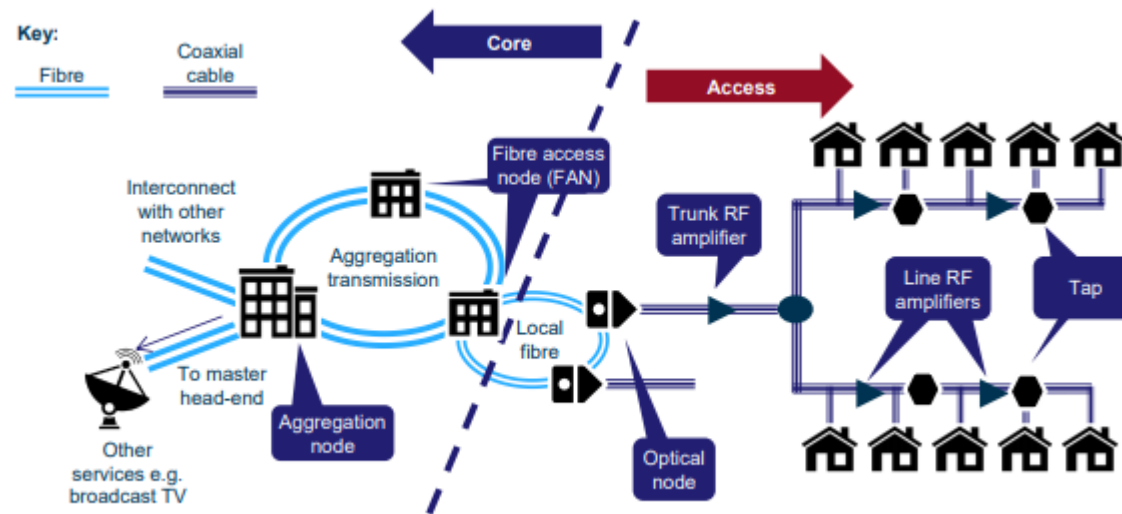 Key:
Fibre
Coaxial
cable
Core
Access
Interconnect
with other
networks
Fibre access
node (FAN)
Aggregation
transmission
Trunk RF
amplifier
Line RF
amplifiers
Tap
Local
fibre
To master
head-end
Aggregation
node
Optical
node
Other
services e.g.
broadcast TV